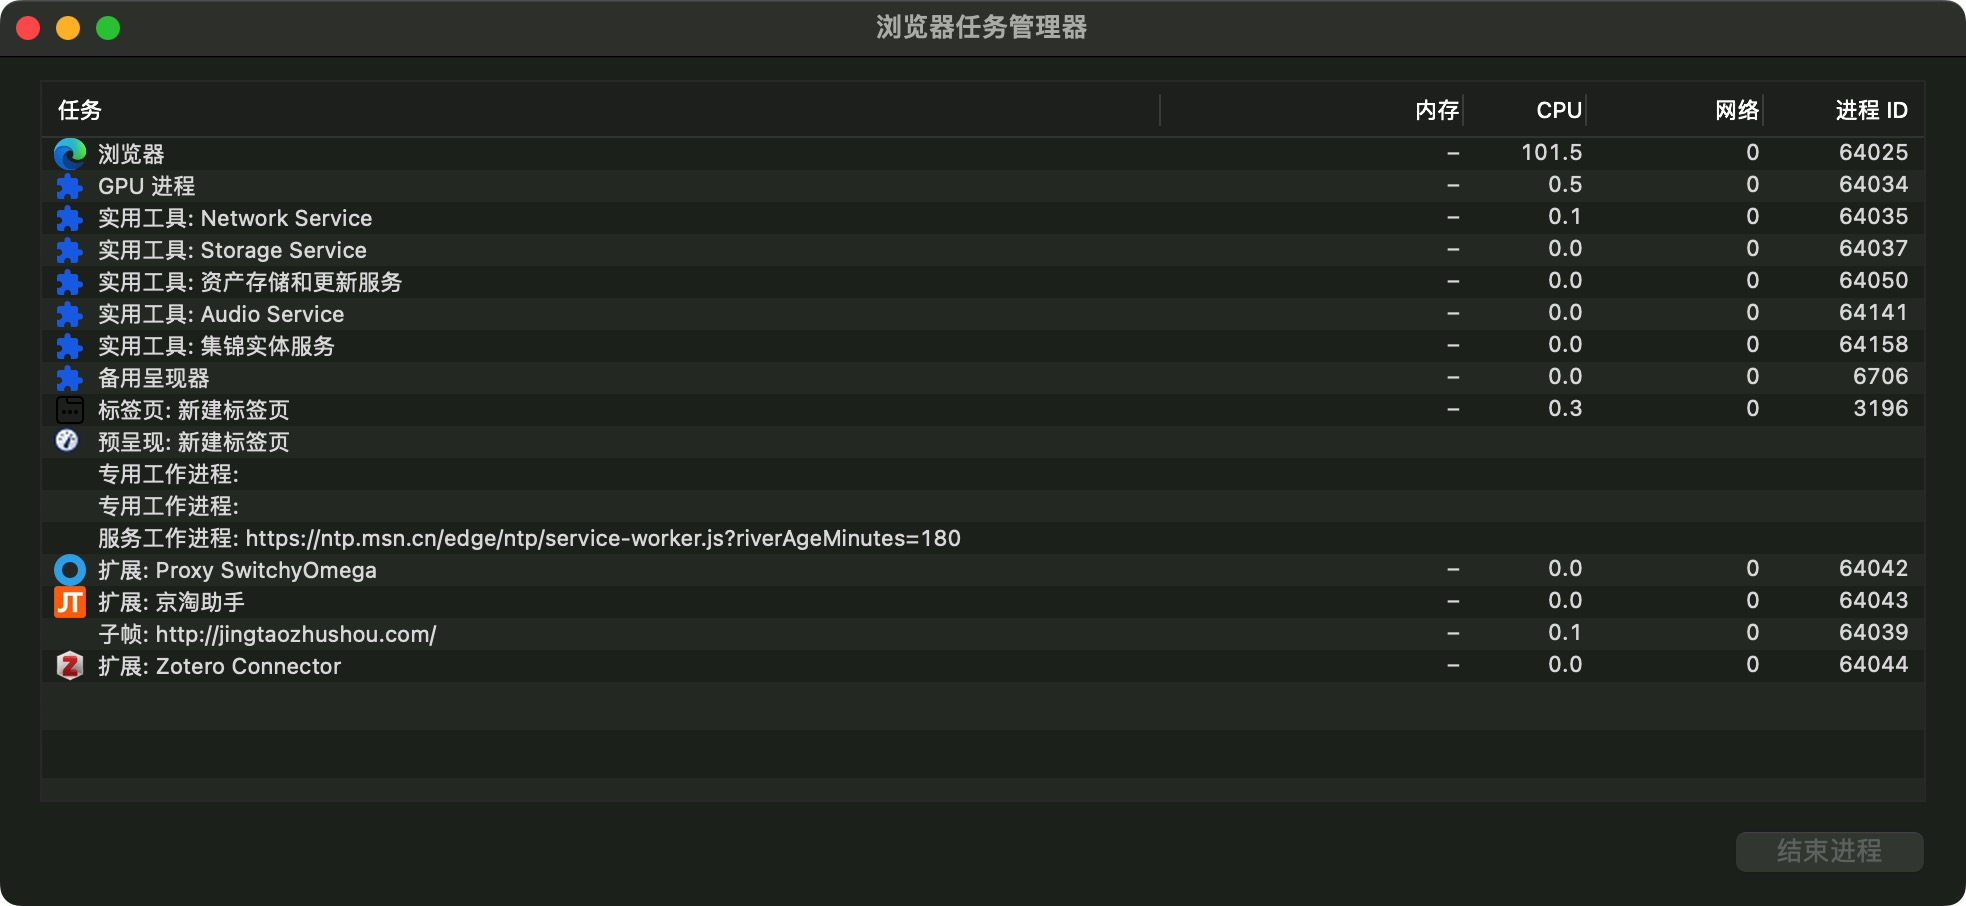 浏览器任务管理器
任务 内存 CPU 网络 进程 ID
浏览器 – 101.5 0 64025
GPU 进程 – 0.5 0 64034
实用工具: Network Service – 0.1 0 64035
实用工具: Storage Service – 0.0 0 64037
实用工具: 资产存储和更新服务 – 0.0 0 64050
实用工具: Audio Service – 0.0 0 64141
实用工具: 集锦实体服务 – 0.0 0 64158
备用呈现器 – 0.0 0 6706
标签页: 新建标签页 – 0.3 0 3196
预呈现: 新建标签页
专用工作进程:
专用工作进程:
服务工作进程: https://ntp.msn.cn/edge/ntp/service-worker.js?riverAgeMinutes=180
扩展: Proxy SwitchyOmega – 0.0 0 64042
JT 扩展: 京淘助手 – 0.0 0 64043
子帧: http://jingtaozhushou.com/ – 0.1 0 64039
Z 扩展: Zotero Connector – 0.0 0 64044
结束进程